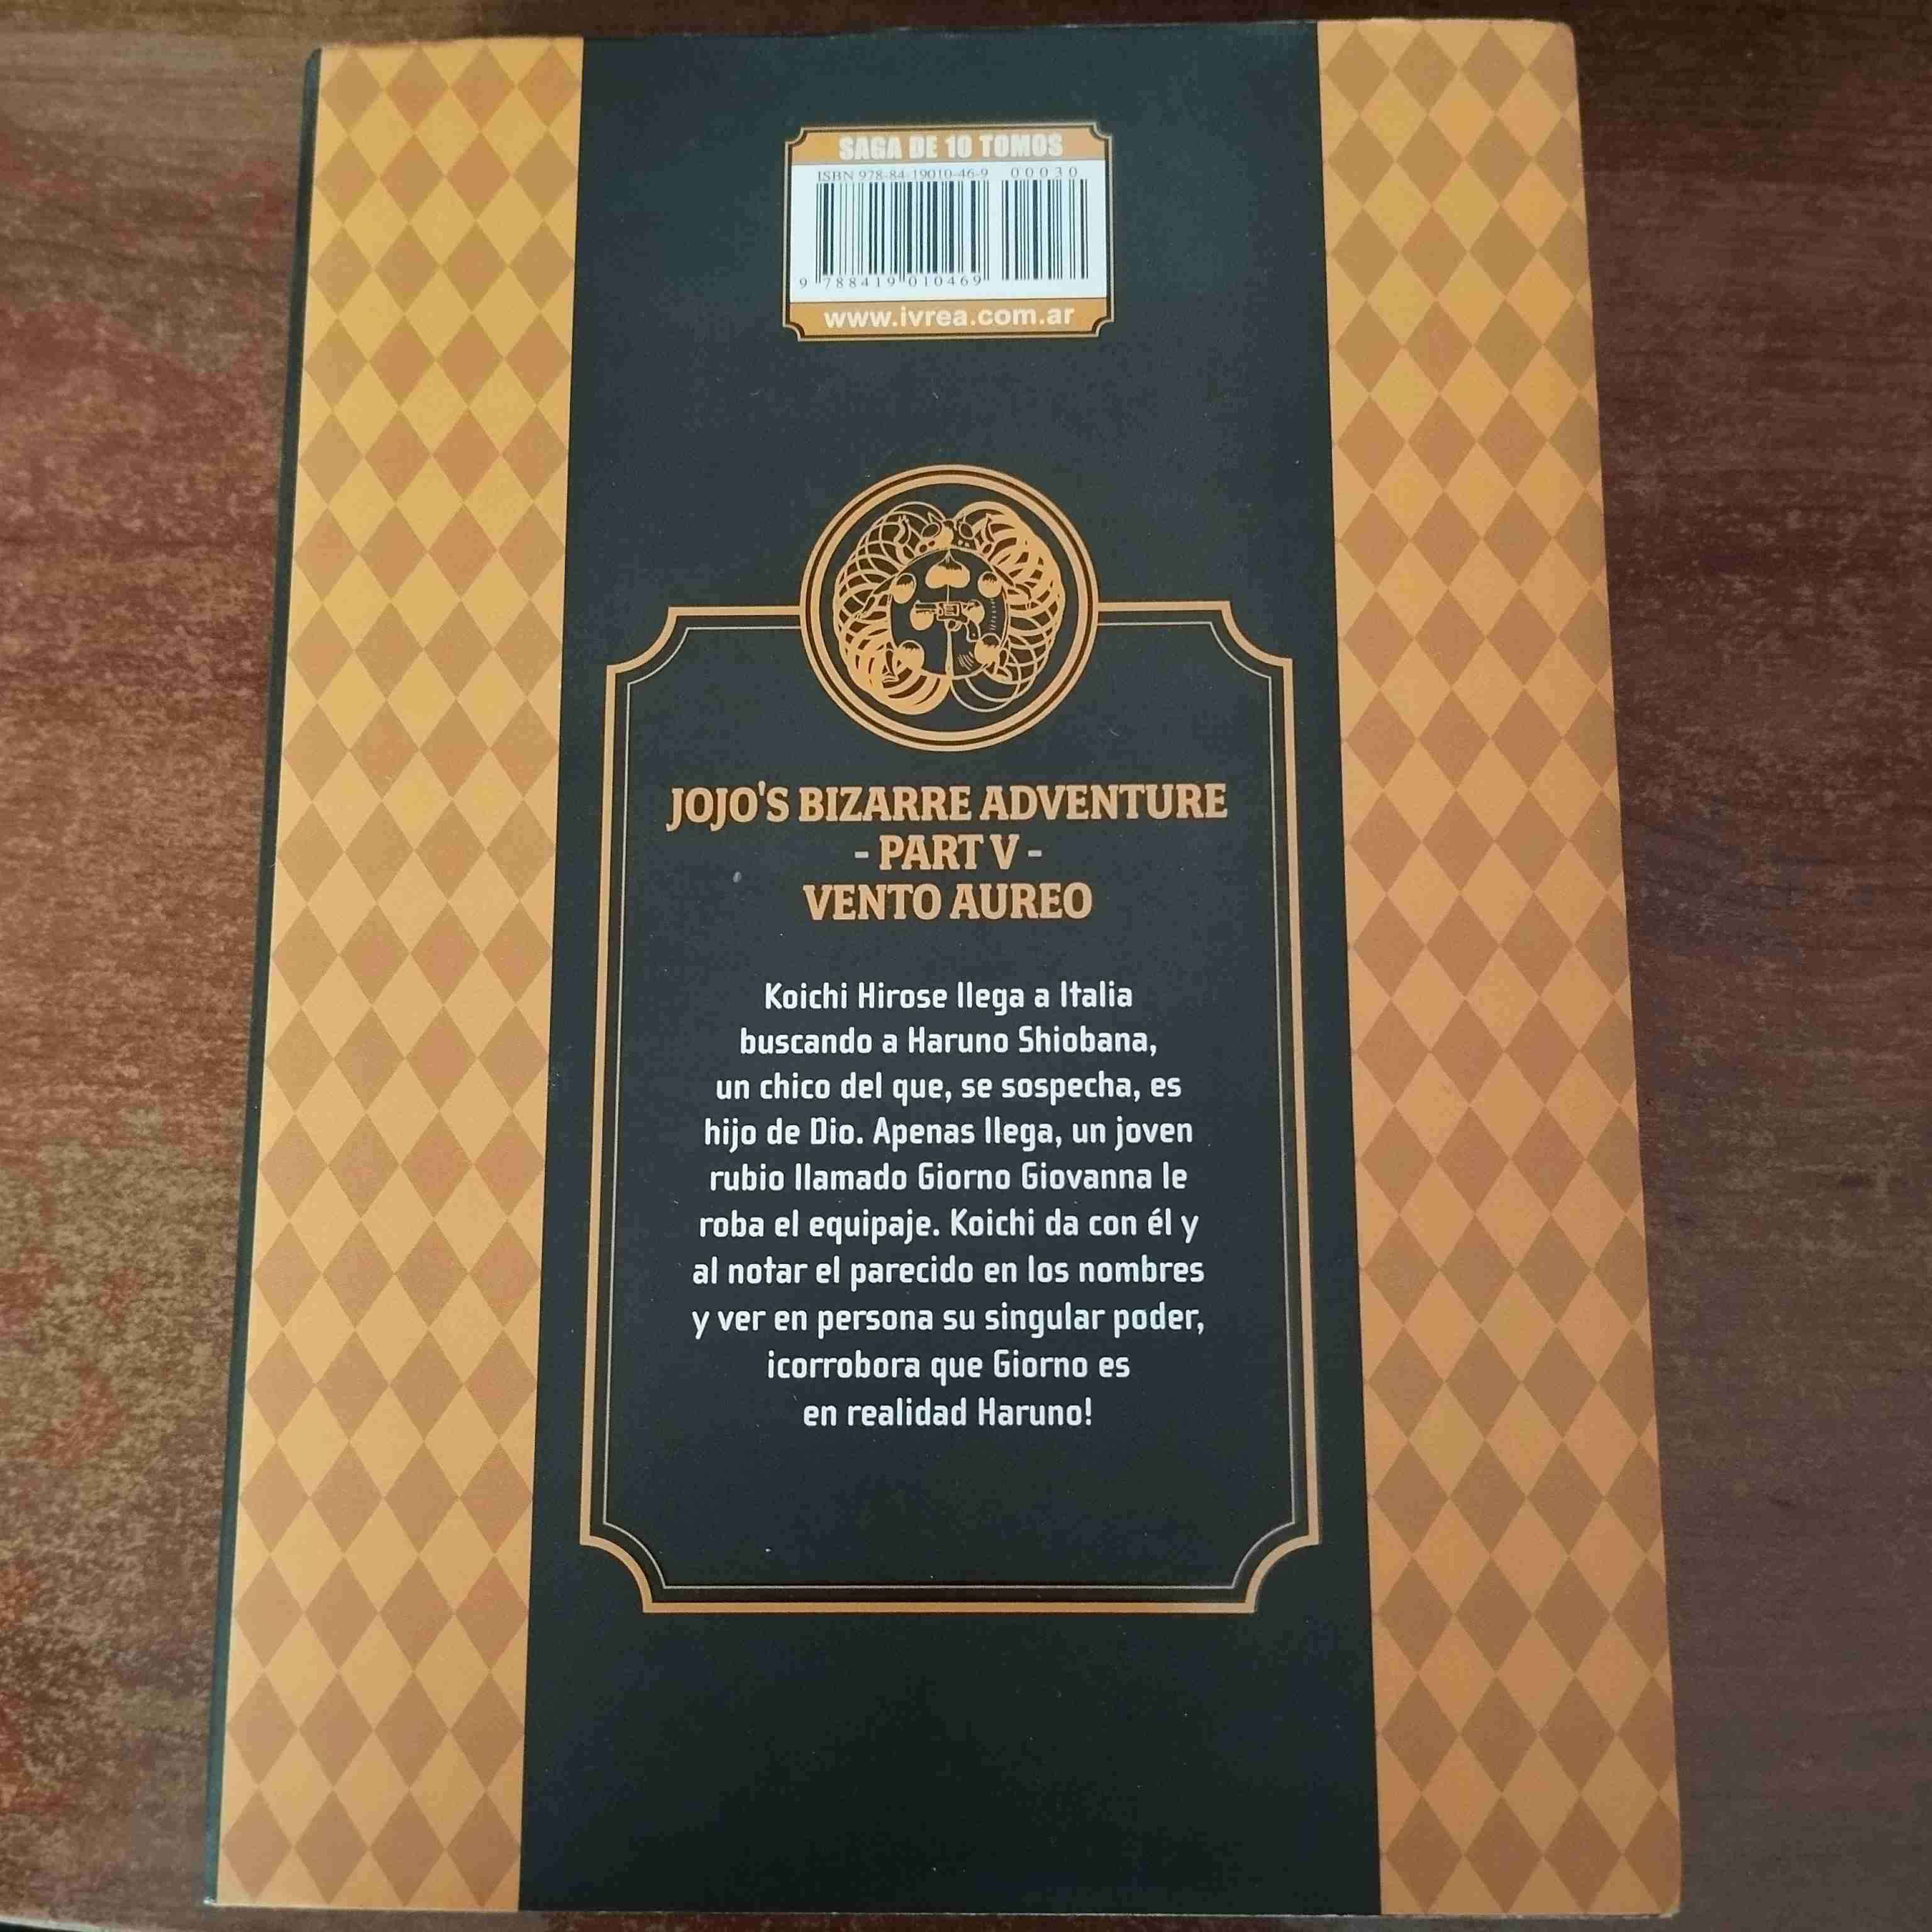 SAGA DE 10 TOMOS
ISBN 978-84-19010-46-9 00030
9 788419 010469
www.ivrea.com.ar
JOJO'S BIZARRE ADVENTURE
- PART V -
VENTO AUREO
Koichi Hirose llega a Italia
buscando a Haruno Shiobana,
un chico del que, se sospecha, es
hijo de Dio. Apenas llega, un joven
rubio llamado Giorno Giovanna le
roba el equipaje. Koichi da con él y
al notar el parecido en los nombres
y ver en persona su singular poder,
¡corrobora que Giorno es
en realidad Haruno!